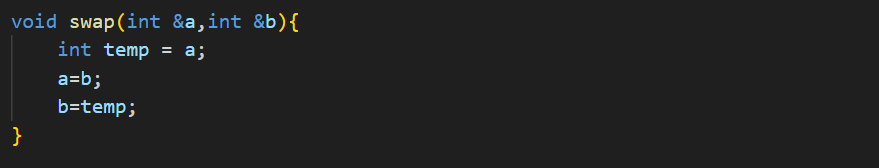 void swap(int &a,int &b){
    int temp = a;
    a=b;
    b=temp;
}